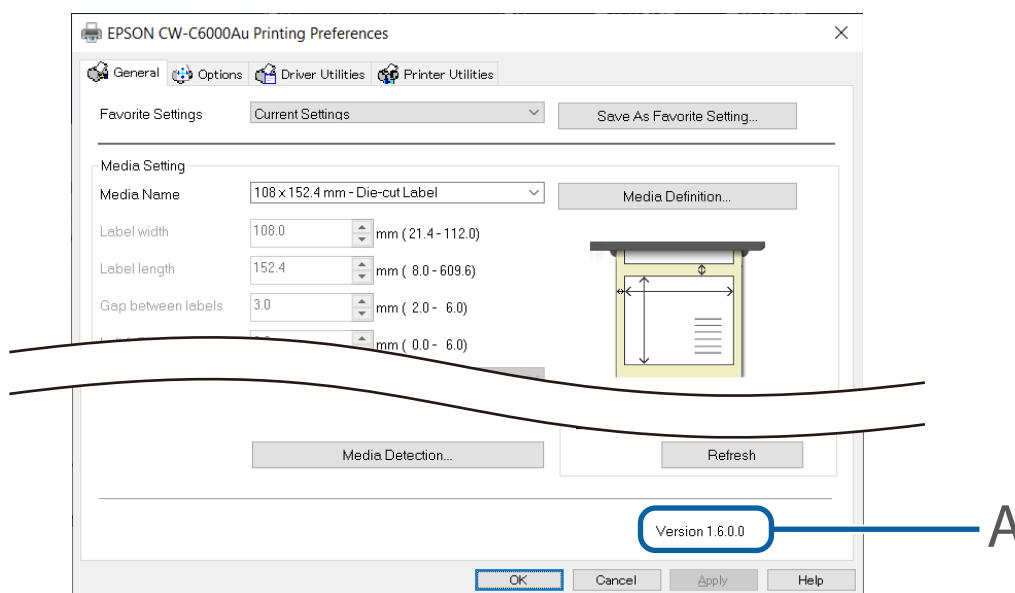 EPSON CW-C6000Au Printing Preferences
General Options Driver Utilities Printer Utilities
Favorite Settings Current Settings Save As Favorite Setting...
Media Setting
Media Name 108 x 152.4 mm - Die-cut Label Media Definition...
Label width 108.0 mm ( 21.4 - 112.0)
Label length 152.4 mm ( 8.0 - 609.6)
Gap between labels 3.0 mm ( 2.0 - 6.0)
mm ( 0.0 - 6.0)
Media Detection... Refresh
Version 1.6.0.0 A
OK Cancel Apply Help